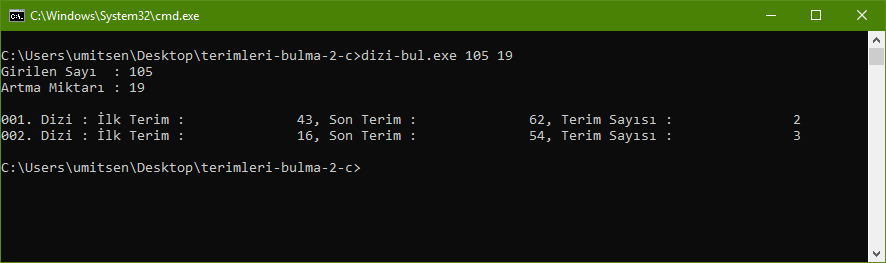 C:\Windows\System32\cmd.exe
C:\Users\umitsen\Desktop\terimleri-bulma-2-c>dizi-bul.exe 105 19
Girilen Sayı  : 105
Artma Miktarı : 19
001. Dizi : İlk Terim :              43, Son Terim :              62, Terim Sayısı :               2
002. Dizi : İlk Terim :              16, Son Terim :              54, Terim Sayısı :               3
C:\Users\umitsen\Desktop\terimleri-bulma-2-c>